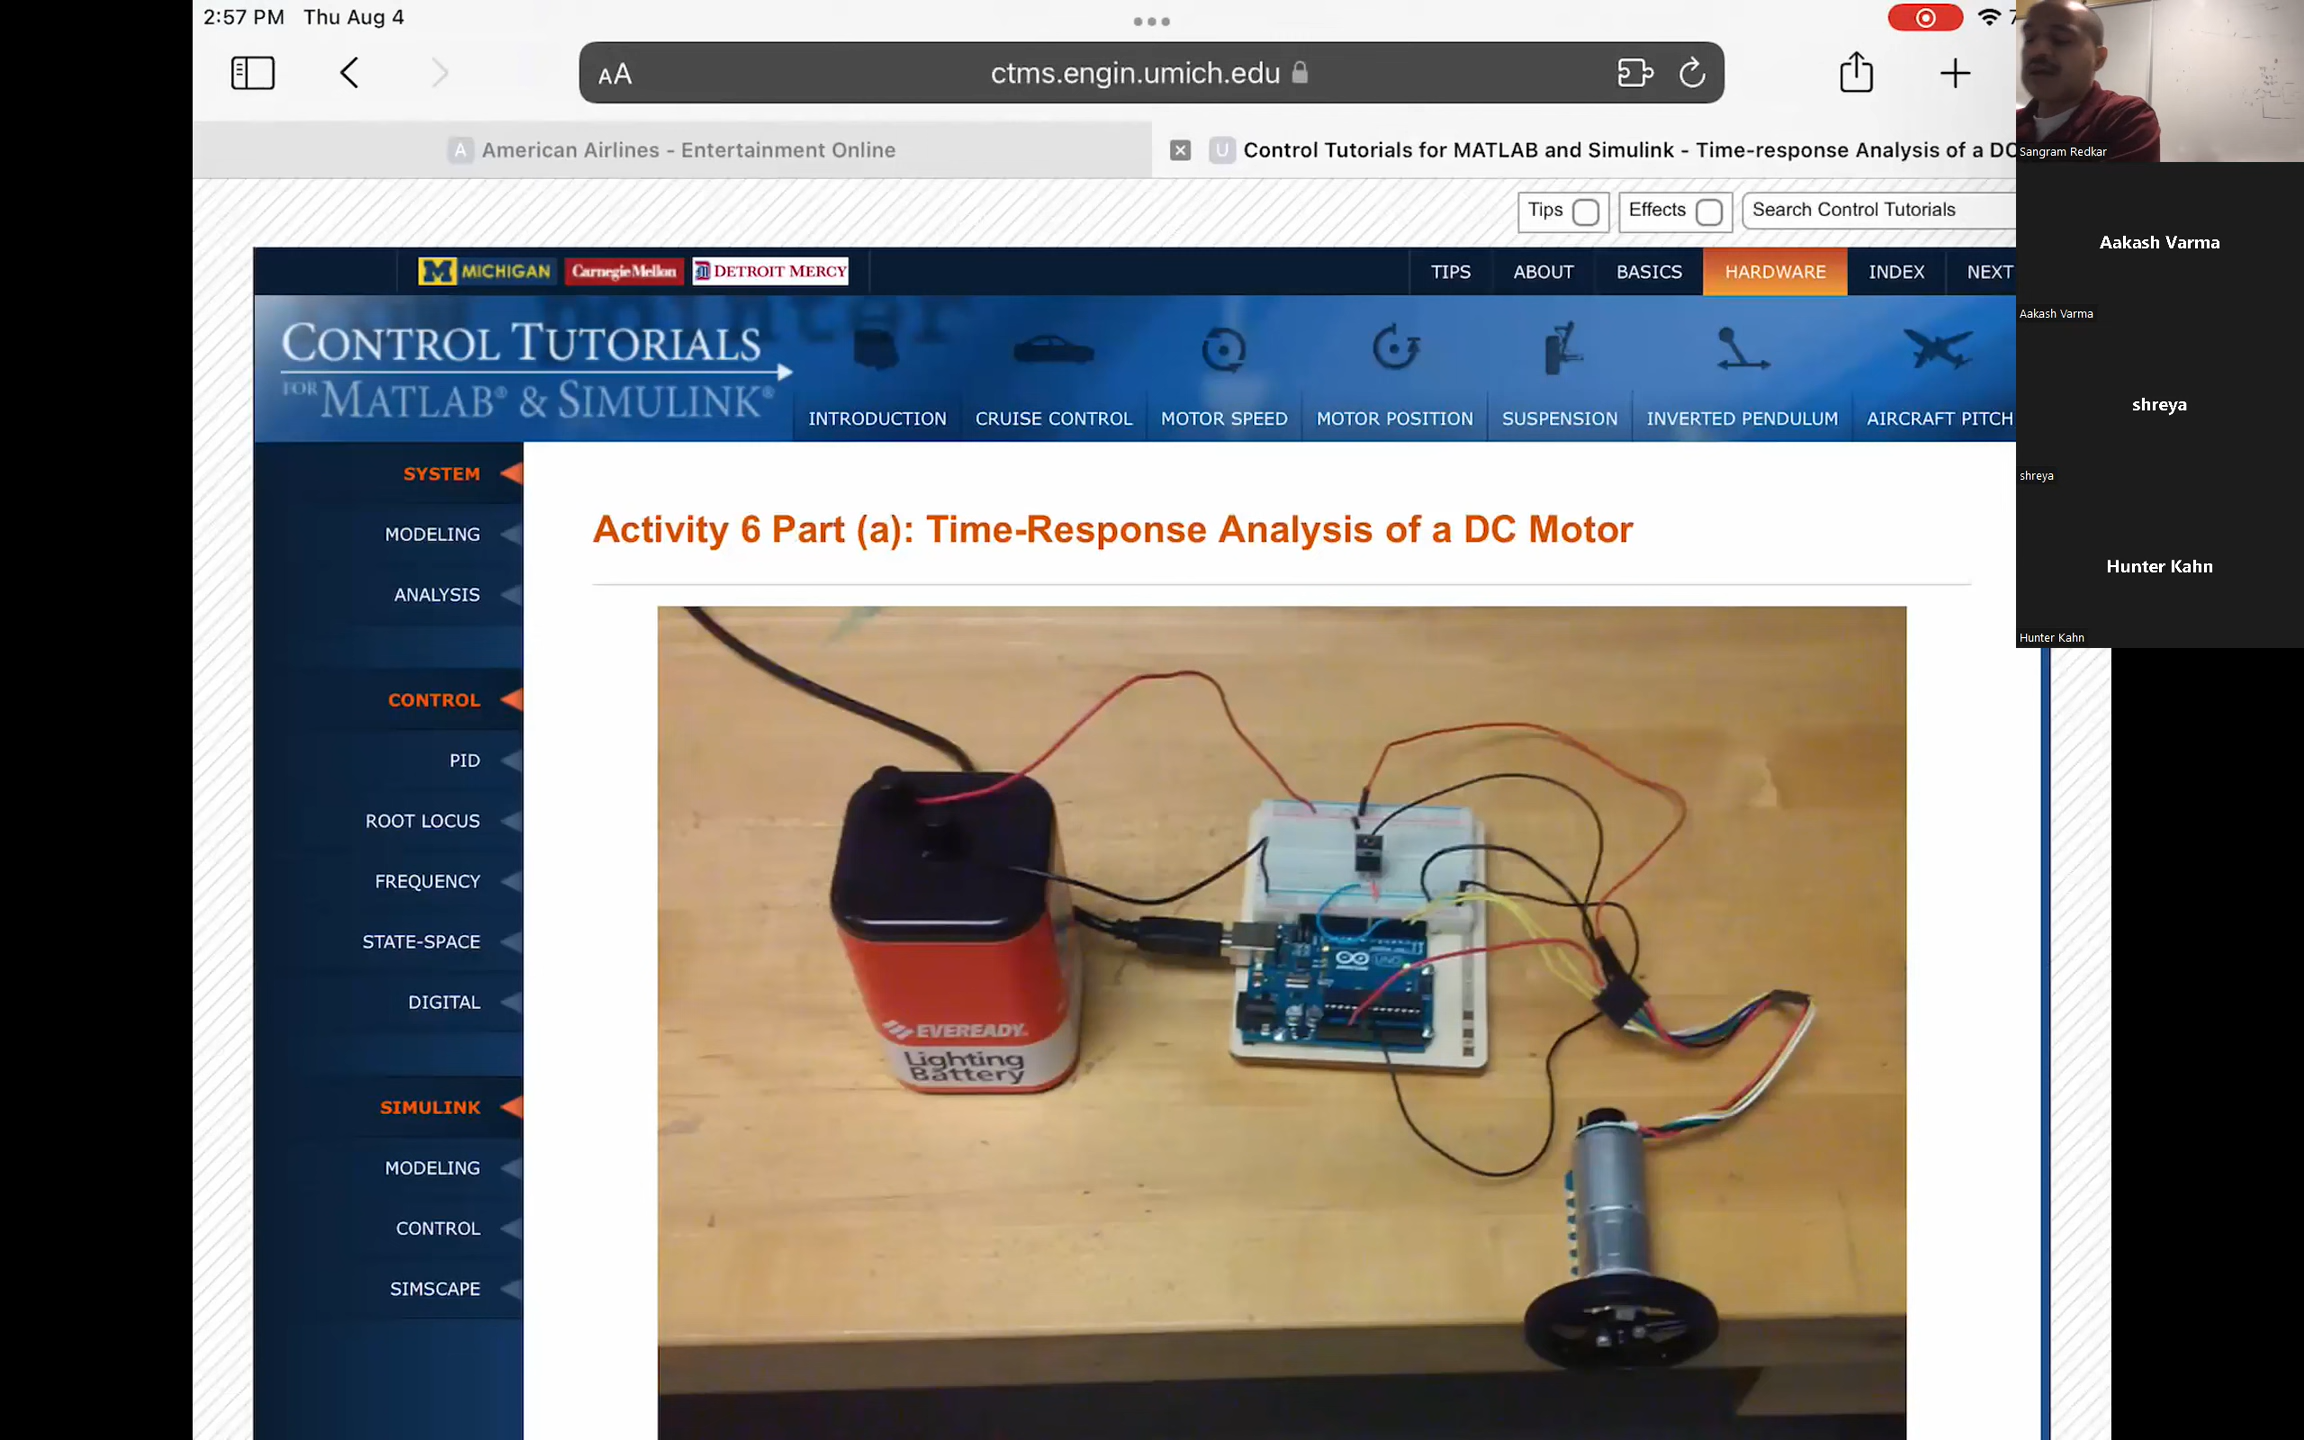 2:57 PM Thu Aug 4
AA
ctms.engin.umich.edu
A American Airlines - Entertainment Online
U Control Tutorials for MATLAB and Simulink - Time-response Analysis of a DC
Tips
Effects
Search Control Tutorials
M MICHIGAN
Carnegie Mellon
DETROIT MERCY
TIPS
ABOUT
BASICS
HARDWARE
INDEX
NEXT
CONTROL TUTORIALS
FOR MATLAB® & SIMULINK®
INTRODUCTION
CRUISE CONTROL
MOTOR SPEED
MOTOR POSITION
SUSPENSION
INVERTED PENDULUM
AIRCRAFT PITCH
SYSTEM
MODELING
ANALYSIS
CONTROL
PID
ROOT LOCUS
FREQUENCY
STATE-SPACE
DIGITAL
SIMULINK
MODELING
CONTROL
SIMSCAPE
Activity 6 Part (a): Time-Response Analysis of a DC Motor
EVEREADY
Lighting
Battery
UNO
Sangram Redkar
Aakash Varma
Aakash Varma
shreya
shreya
Hunter Kahn
Hunter Kahn